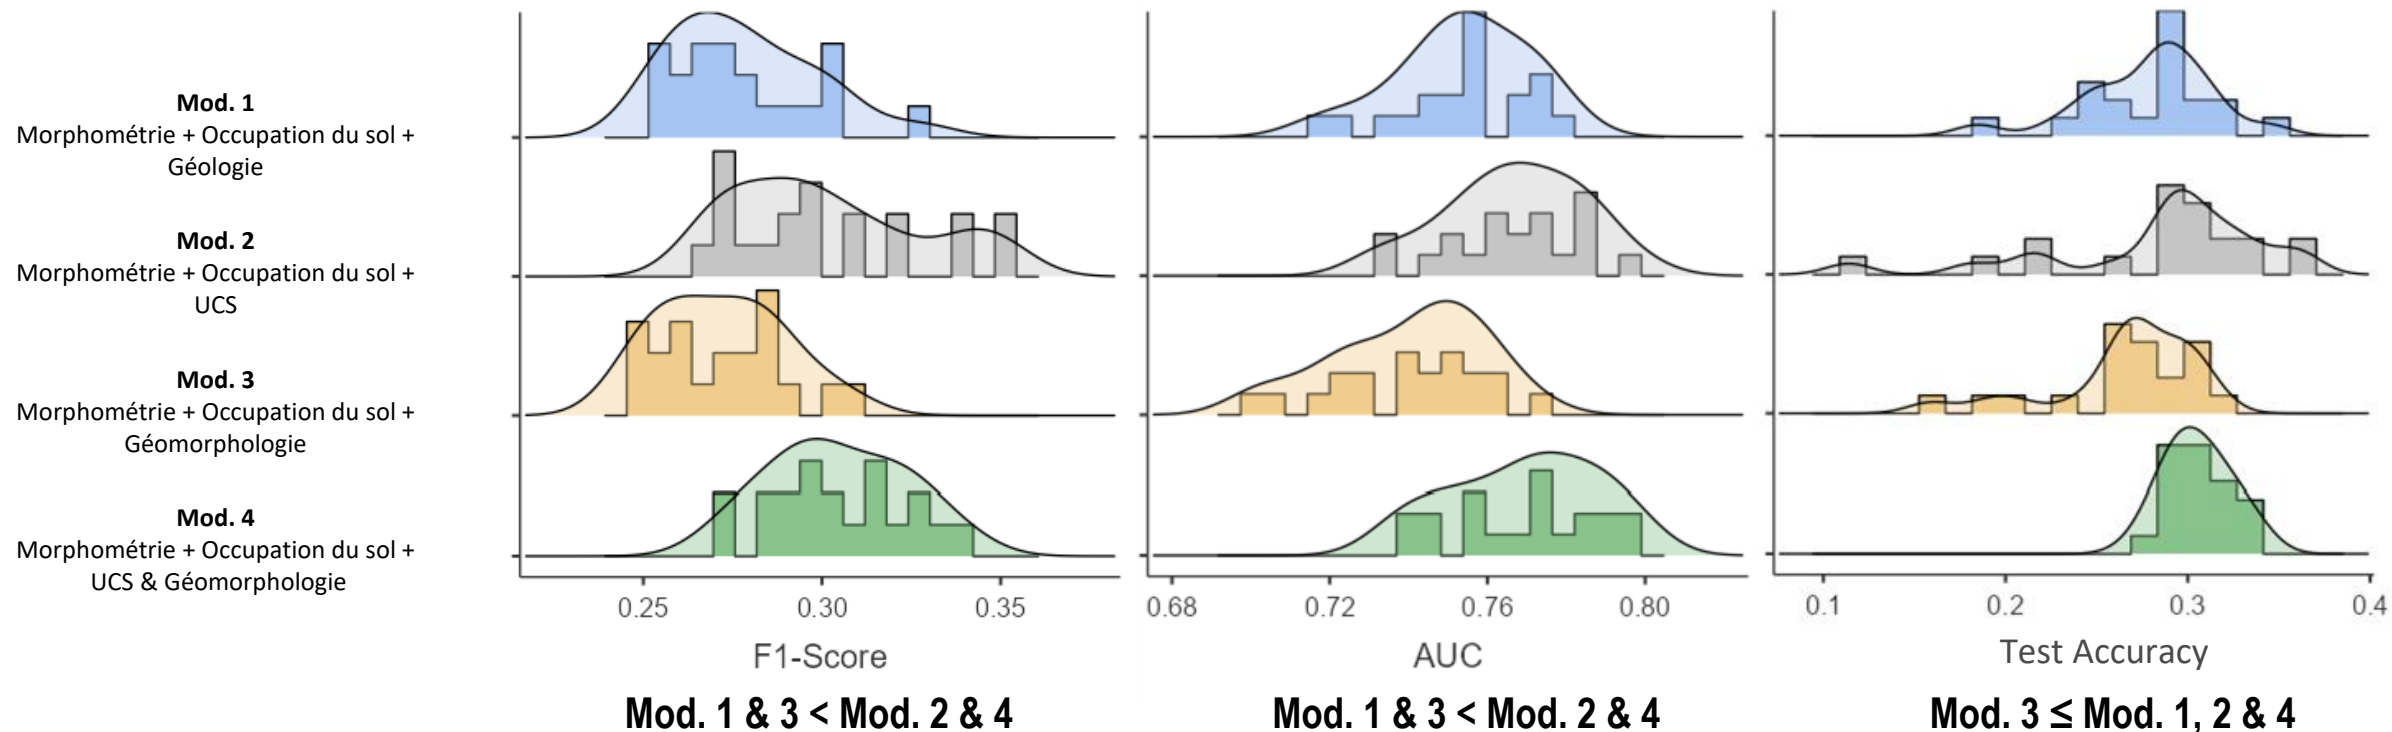 Mod. 1
Morphométrie + Occupation du sol +
Géologie
Mod. 2
Morphométrie + Occupation du sol +
UCS
Mod. 3
Morphométrie + Occupation du sol +
Géomorphologie
Mod. 4
Morphométrie + Occupation du sol +
UCS & Géomorphologie
0.25 0.30 0.35
F1-Score
Mod. 1 & 3 < Mod. 2 & 4
0.68 0.72 0.76 0.80
AUC
Mod. 1 & 3 < Mod. 2 & 4
0.1 0.2 0.3 0.4
Test Accuracy
Mod. 3 ≤ Mod. 1, 2 & 4